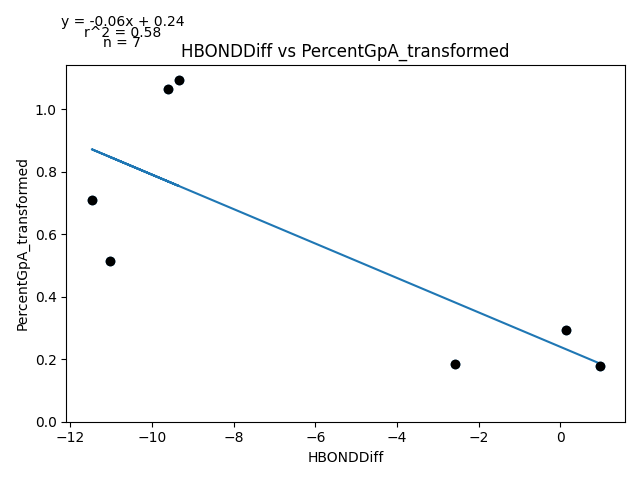 y = -0.06x + 0.24
r^2 = 0.58
n = 7
HBONDDiff vs PercentGpA_transformed
PercentGpA_transformed
1.0
0.8
0.6
0.4
0.2
0.0
−12 −10 −8 −6 −4 −2 0
HBONDDiff